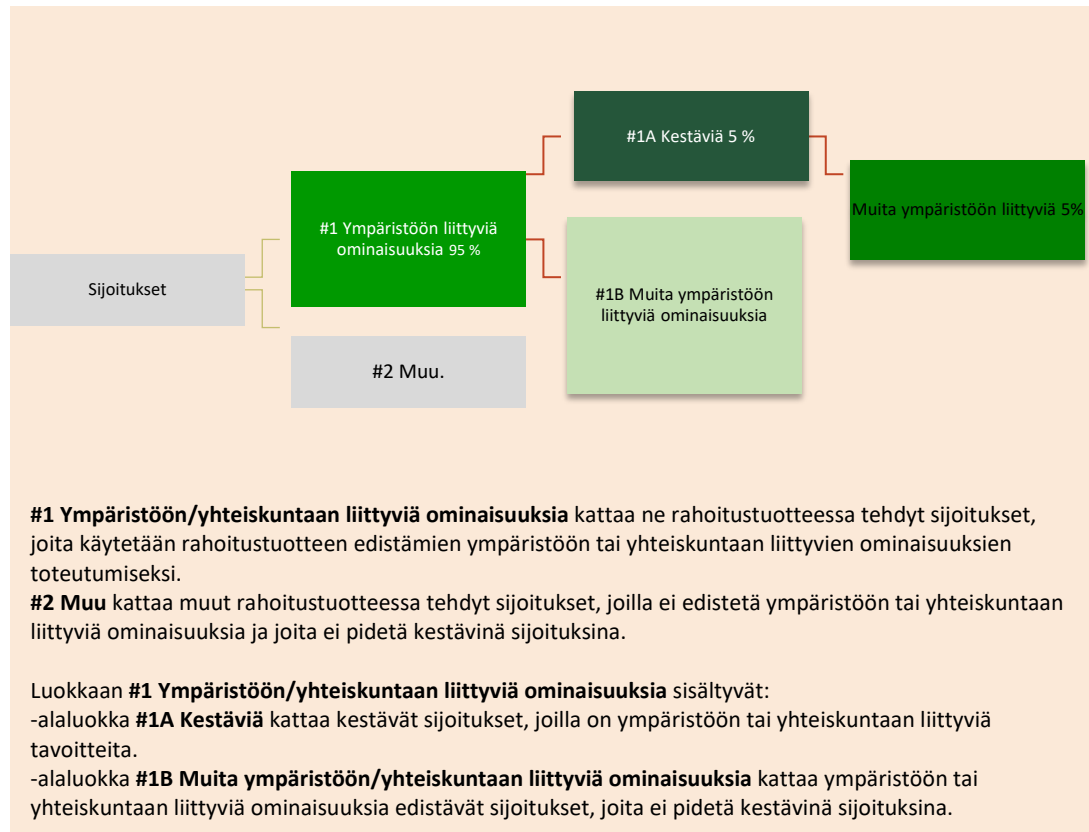 #1A Kestäviä 5 %
Muita ympäristöön liittyviä 5%
#1 Ympäristöön liittyviä
ominaisuuksia 95 %
Sijoitukset
#1B Muita ympäristöön
liittyviä ominaisuuksia
#2 Muu.
#1 Ympäristöön/yhteiskuntaan liittyviä ominaisuuksia kattaa ne rahoitustuotteessa tehdyt sijoitukset,
joita käytetään rahoitustuotteen edistämien ympäristöön tai yhteiskuntaan liittyvien ominaisuuksien
toteutumiseksi.
#2 Muu kattaa muut rahoitustuotteessa tehdyt sijoitukset, joilla ei edistetä ympäristöön tai yhteiskuntaan
liittyviä ominaisuuksia ja joita ei pidetä kestävinä sijoituksina.
Luokkaan #1 Ympäristöön/yhteiskuntaan liittyviä ominaisuuksia sisältyvät:
-alaluokka #1A Kestäviä kattaa kestävät sijoitukset, joilla on ympäristöön tai yhteiskuntaan liittyviä
tavoitteita.
-alaluokka #1B Muita ympäristöön/yhteiskuntaan liittyviä ominaisuuksia kattaa ympäristöön tai
yhteiskuntaan liittyviä ominaisuuksia edistävät sijoitukset, joita ei pidetä kestävinä sijoituksina.